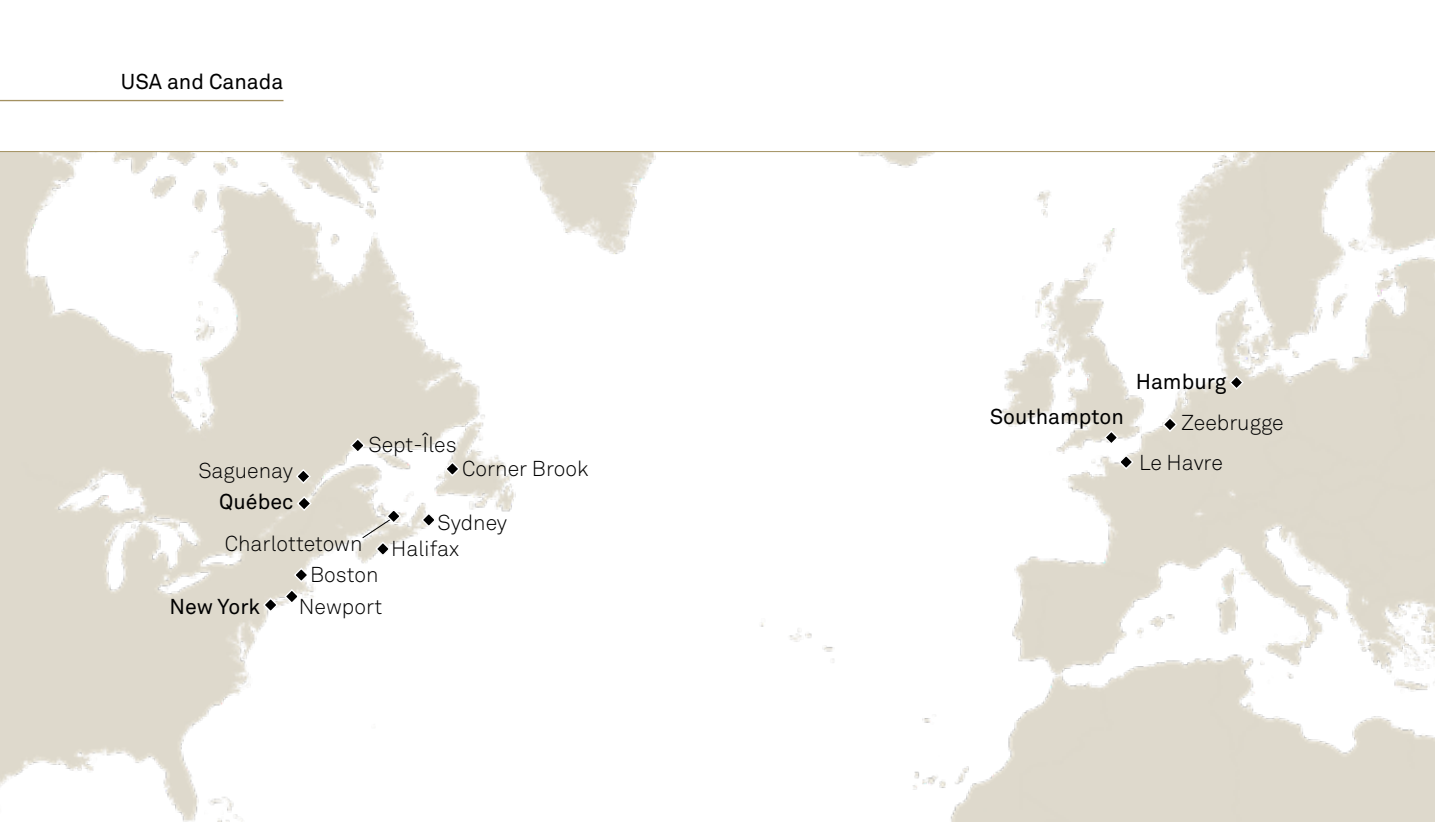 USA and Canada
Hamburg
Southampton
Zeebrugge
Sept-Îles
Le Havre
Saguenay
Corner Brook
Québec
Sydney
Charlottetown
Halifax
Boston
New York
Newport